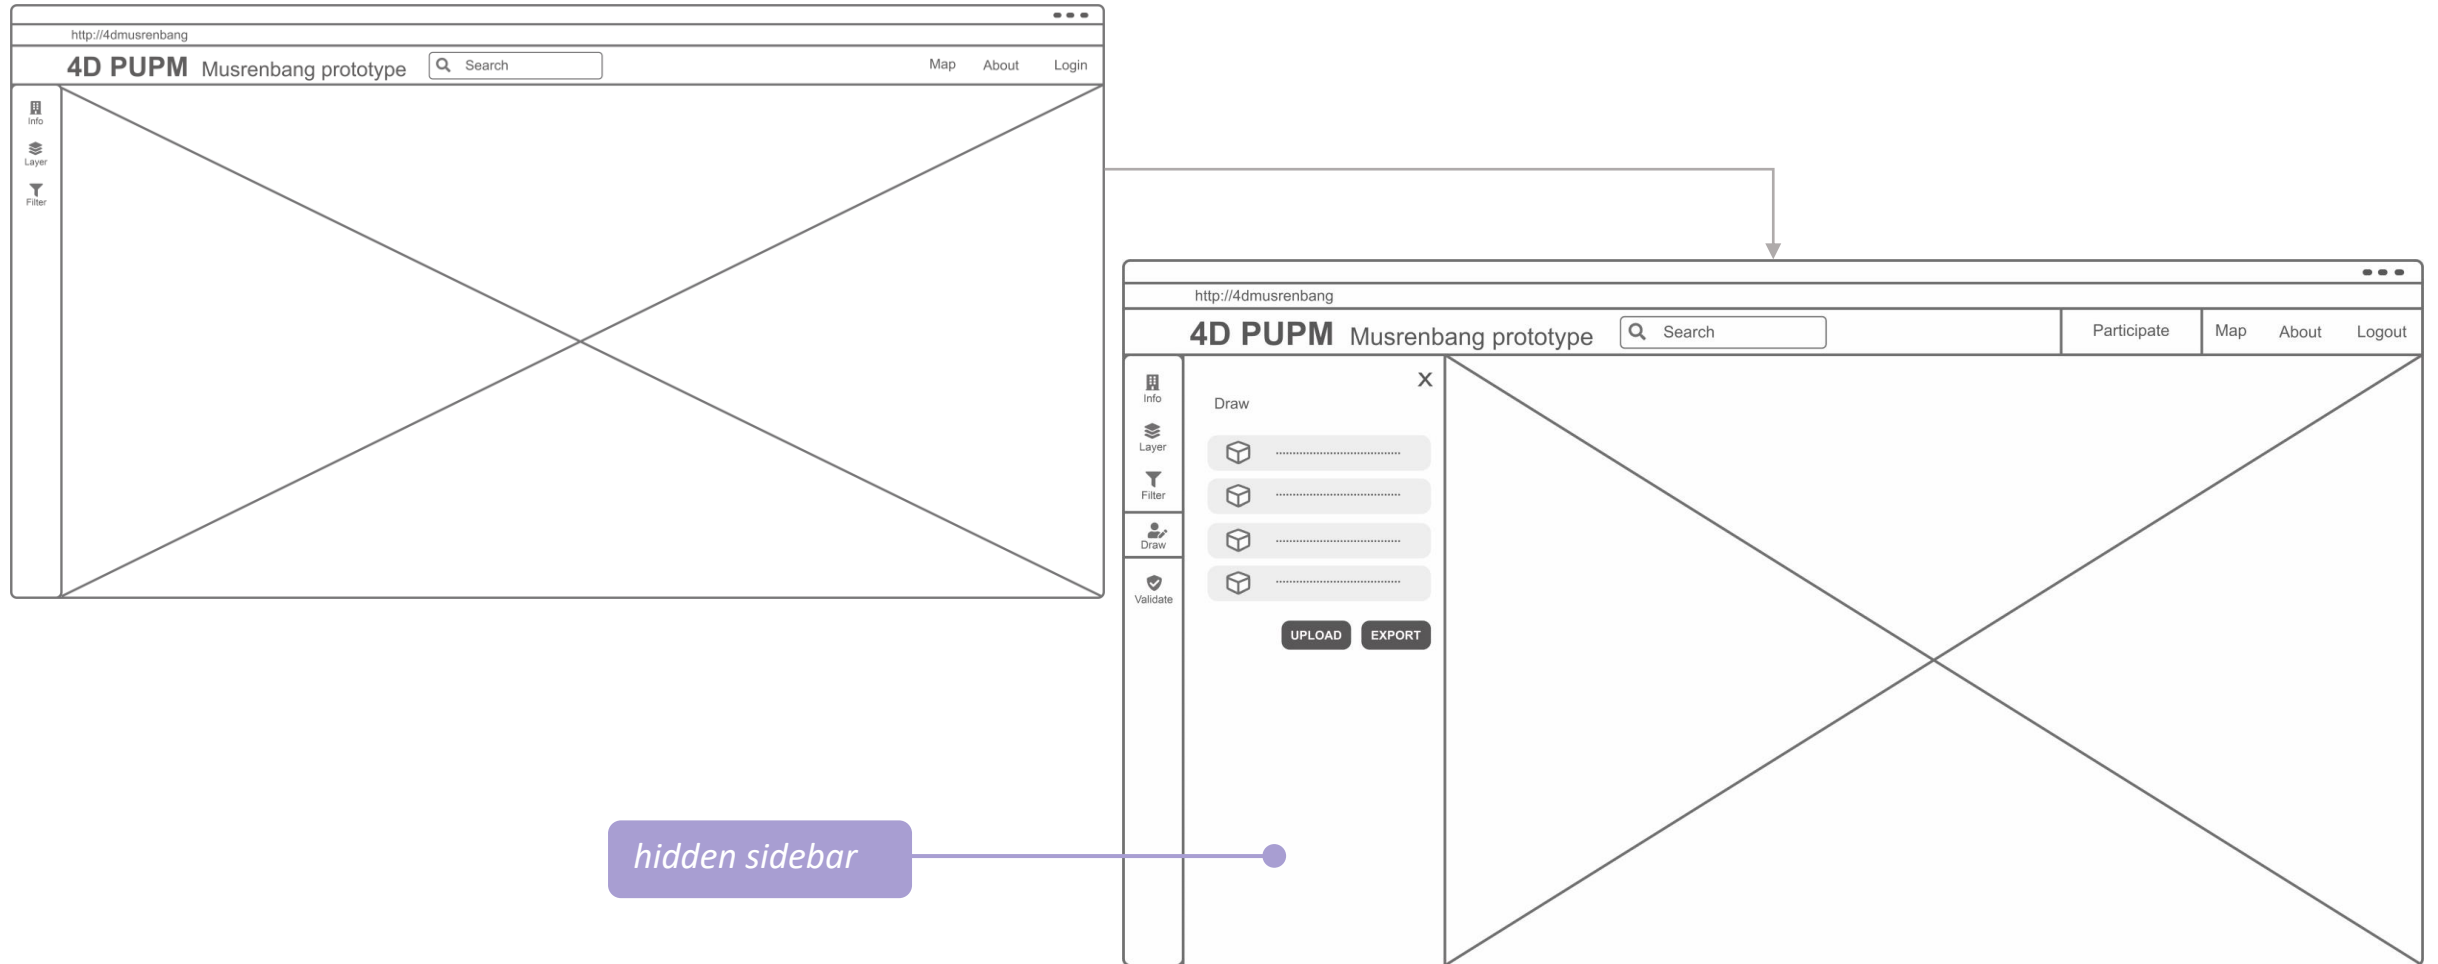 http://4dmusrenbang
4D PUPM Musrenbang prototype Search Map About Login
Info
Layer
Filter
http://4dmusrenbang
4D PUPM Musrenbang prototype Search Participate Map About Logout
X
Info
Draw
Layer
Filter
Draw
Validate
UPLOAD EXPORT
hidden sidebar